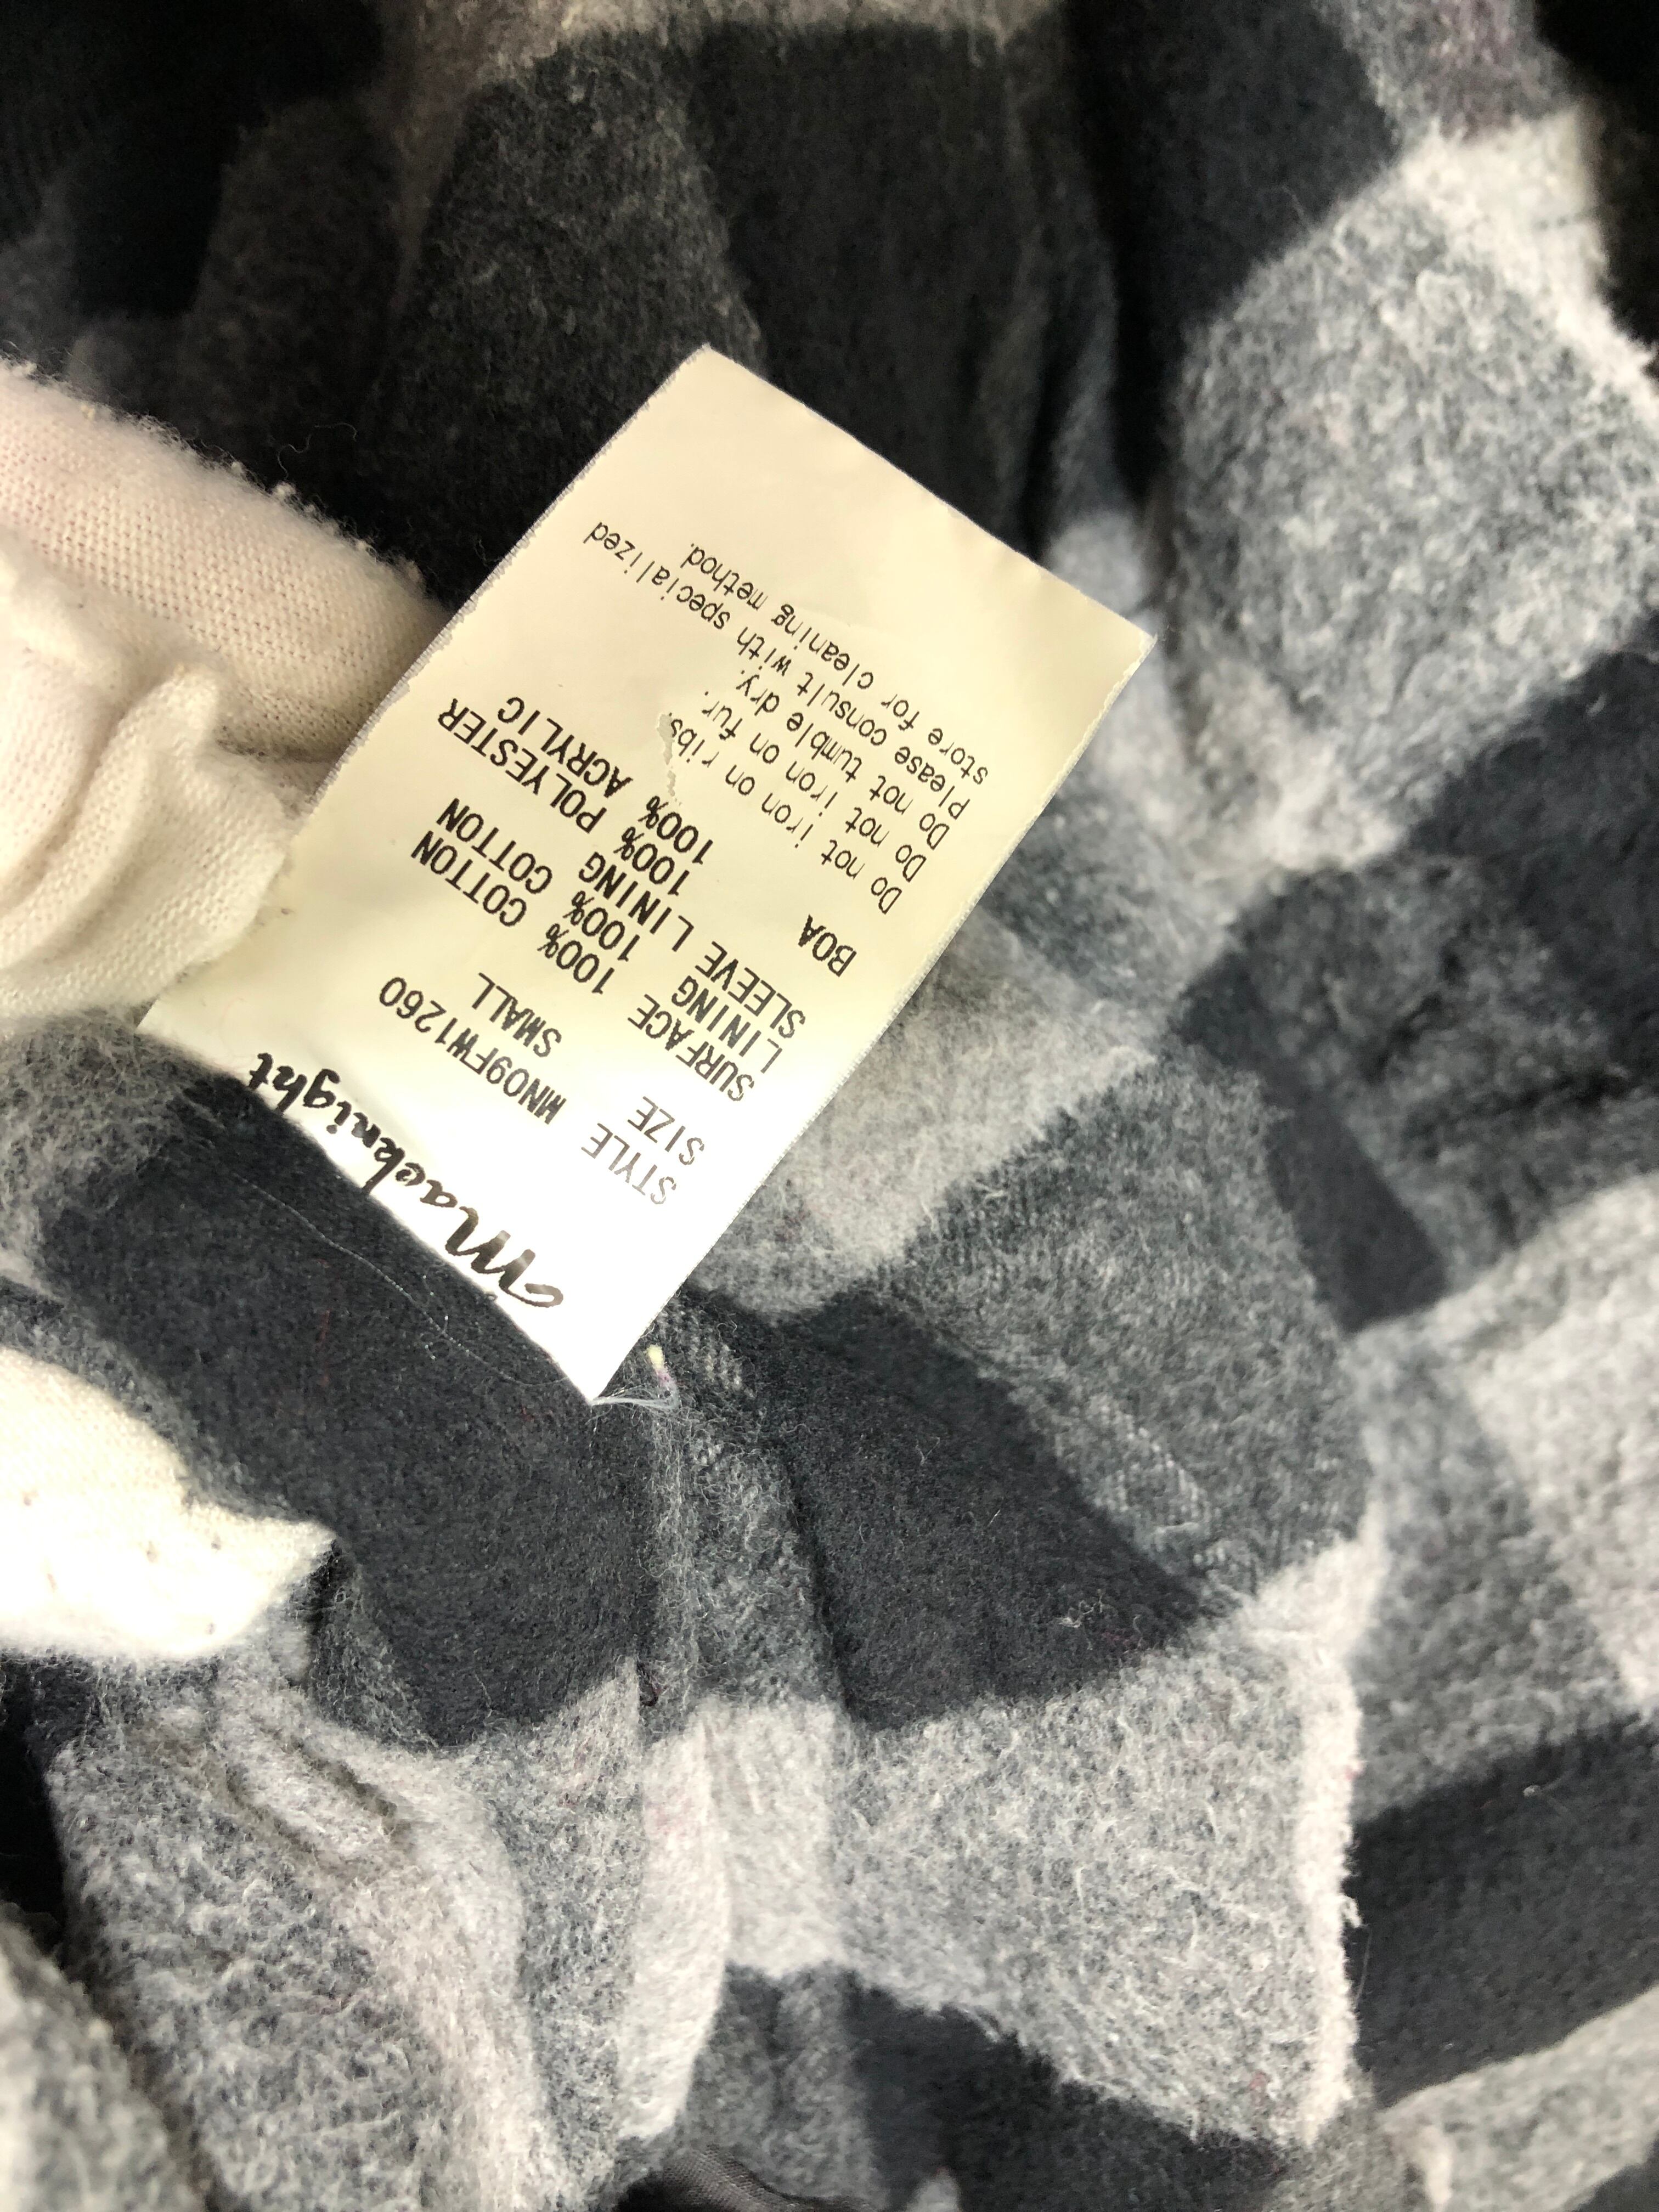 Macknight
STYLE MN09FW1260
SIZE SMALL
SURFACE 100% COTTON
LINING 100% COTTON
SLEEVE LINING
100% POLYESTER
BOA 100% ACRYLIC
Do not iron on ribs.
Do not iron on fur.
Do not tumble dry.
Please consult with specialized
store for cleaning method.